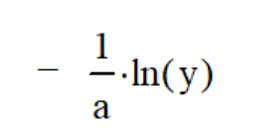 − 1/a · ln(y)